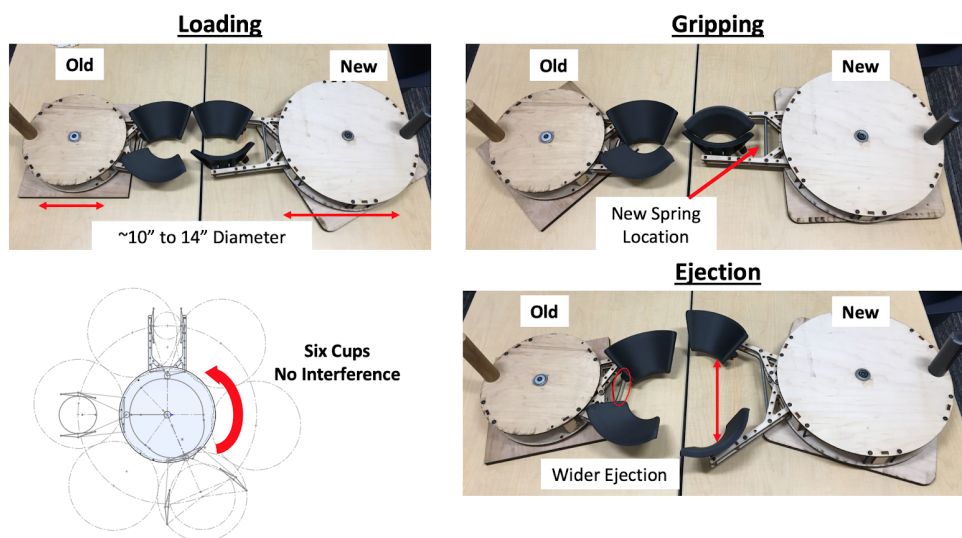 Loading
Old
New
~10” to 14” Diameter
Gripping
Old
New
New Spring
Location
Six Cups
No Interference
Ejection
Old
New
Wider Ejection